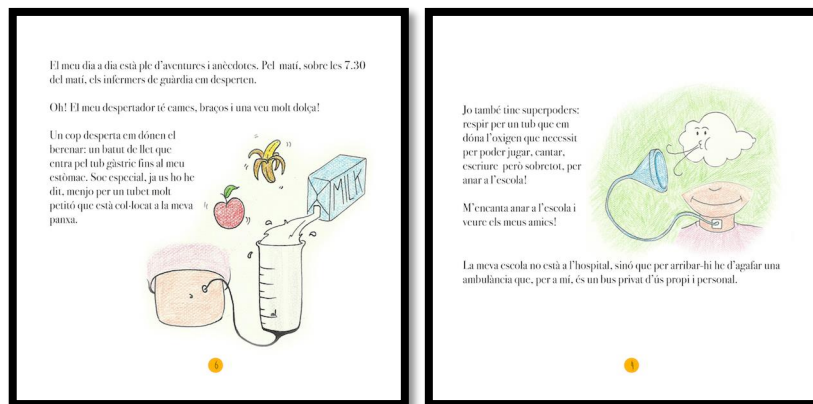 El meu dia a dia està ple d'aventures i anècdotes. Pel matí, sobre les 7.30
del matí, els infermers de guàrdia em desperten.
Oh! El meu despertador té cames, braços i una veu molt dolça!
Un cop desperta em dónen el
berenar: un batut de llet que
entra pel tub gàstric fins al meu
estòmac. Soc especial, ja us ho he
dit, menjo per un tubet molt
petitó que està col·locat a la meva
panxa.
MILK
6
Jo també tinc superpoders:
respir per un tub que em
dóna l'oxigen que necessit
per poder jugar, cantar,
escriure però sobretot, per
anar a l'escola!
M'encanta anar a l'escola i
veure els meus amics!
La meva escola no està a l'hospital, sinó que per arribar-hi he d'agafar una
ambulància que, per a mí, és un bus privat d'ús propi i personal.